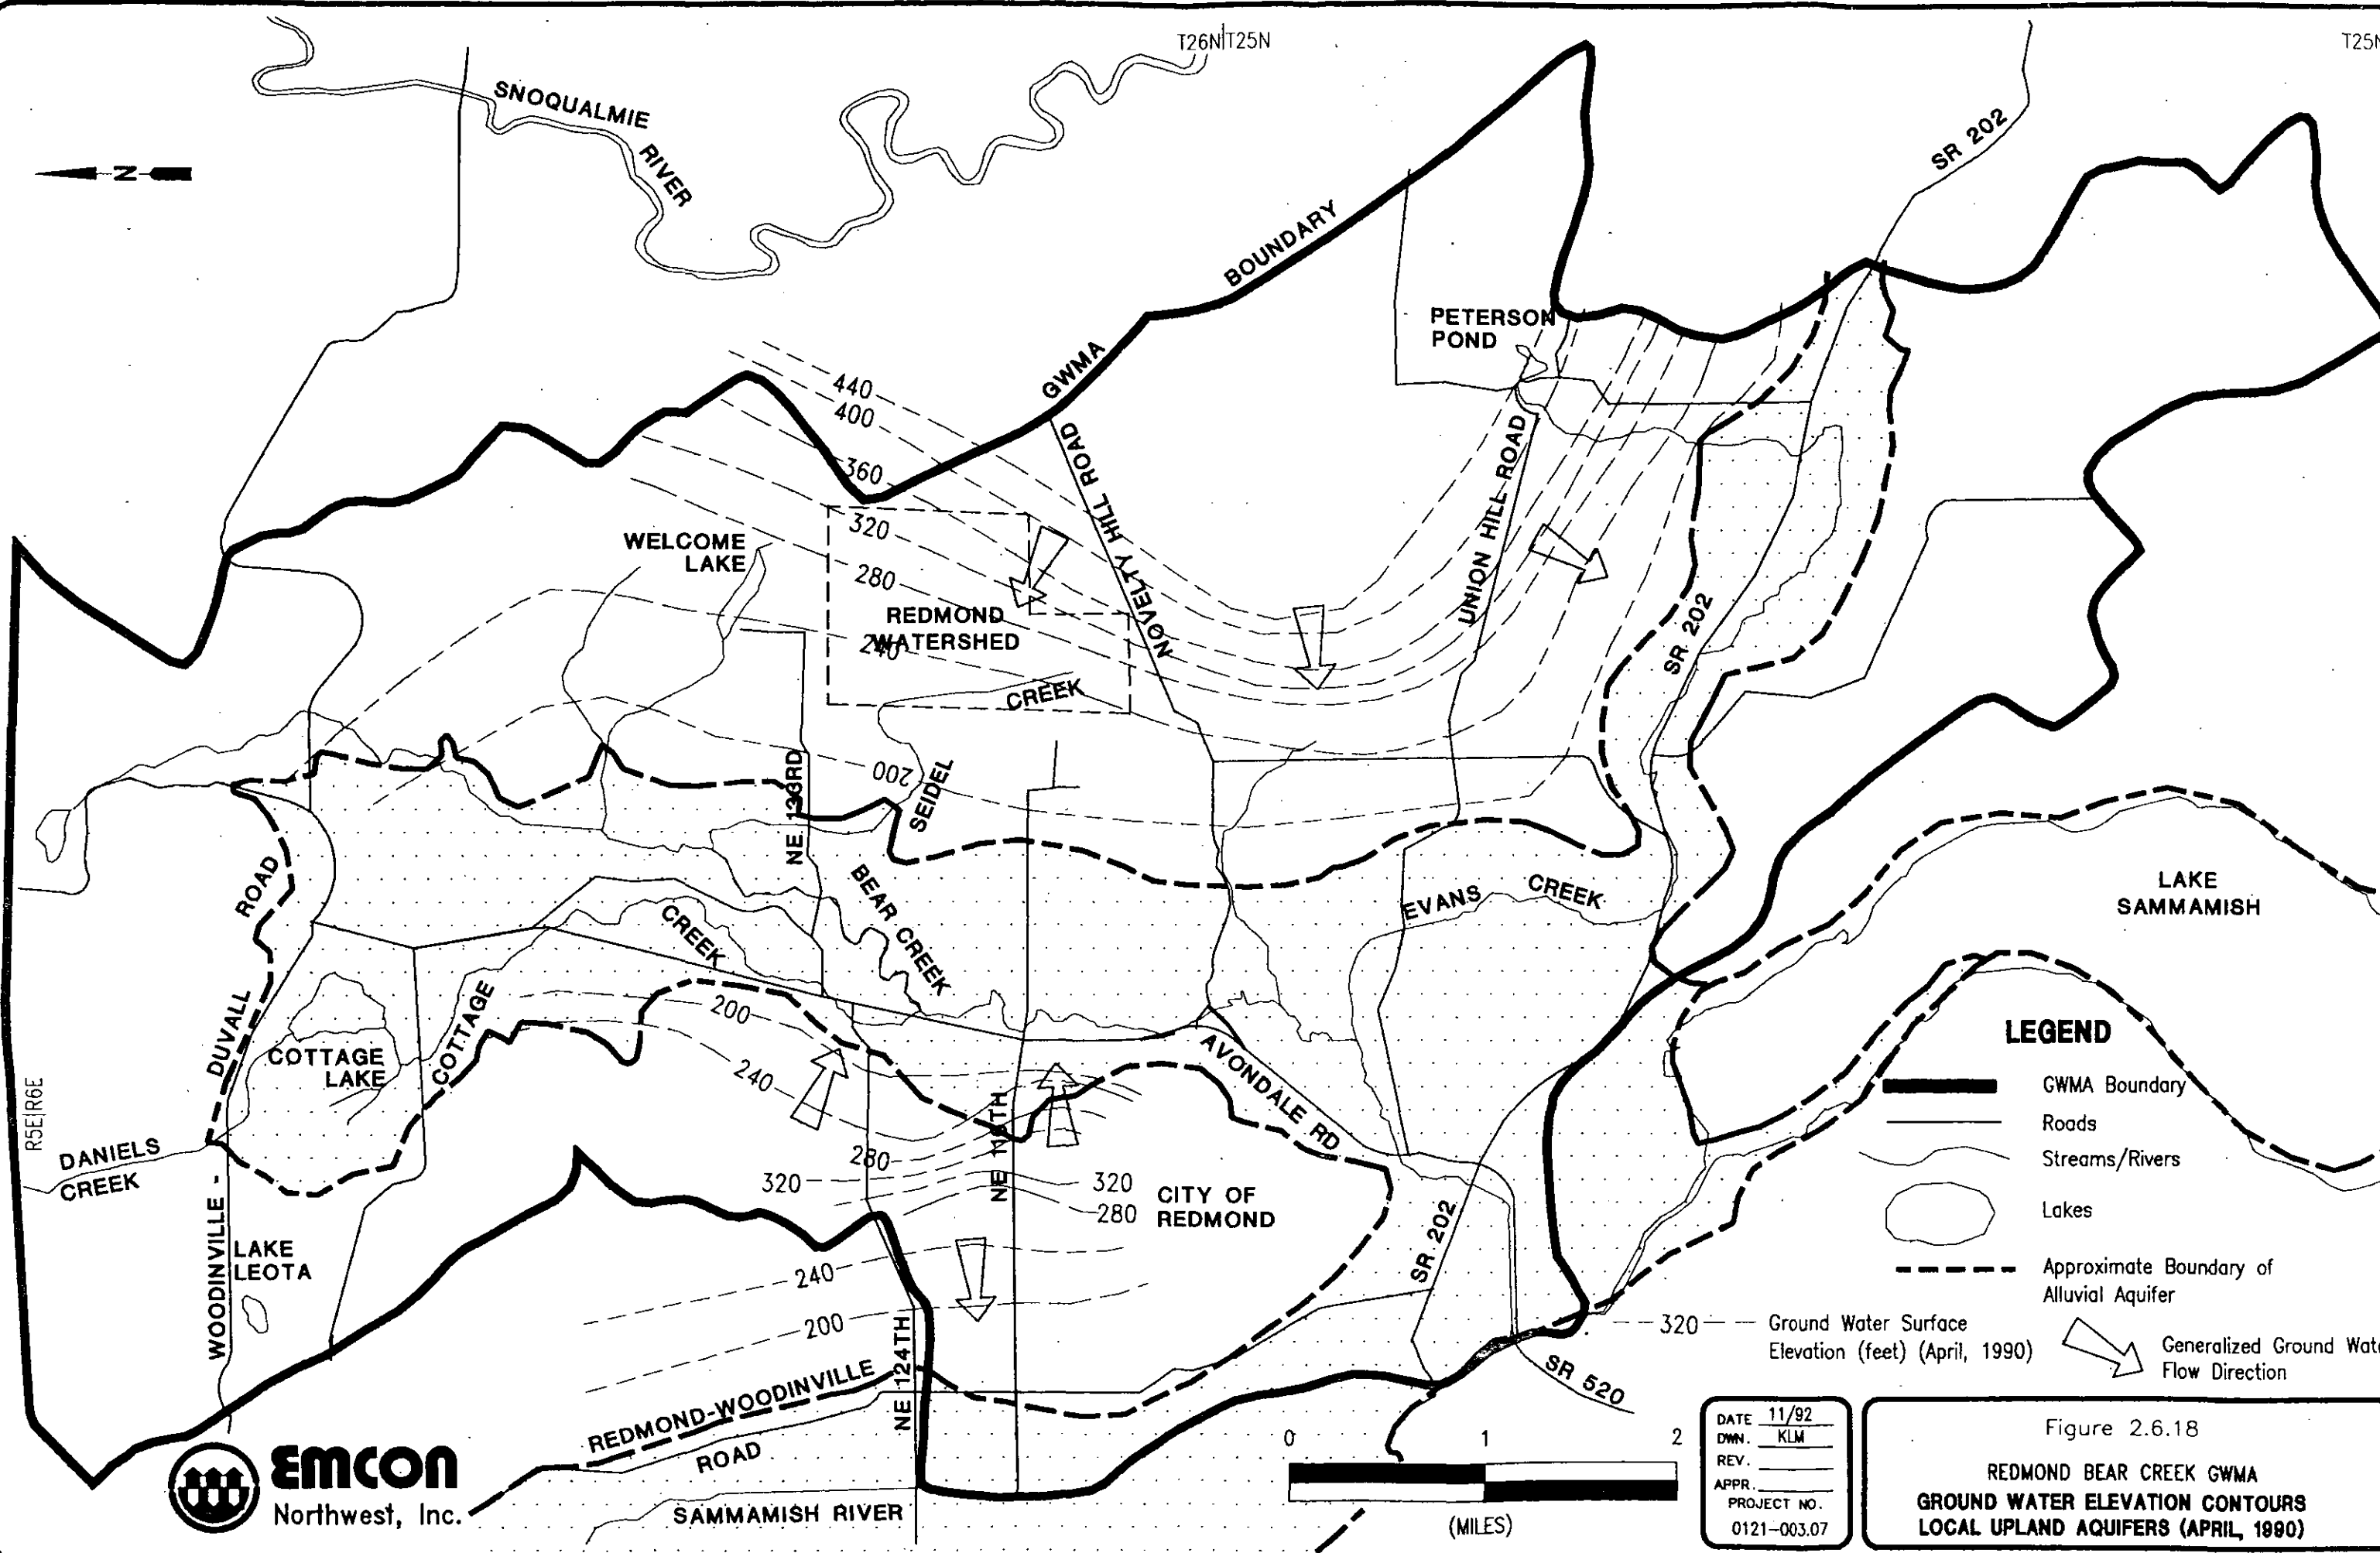 T26N|T25N
T25N
SNOQUALMIE
RIVER
N
SR 202
GWMA
BOUNDARY
PETERSON
POND
440
400
360
320
280
240
200
NOVELTY HILL ROAD
UNION HILL ROAD
WELCOME
LAKE
REDMOND
WATERSHED
CREEK
SEIDEL
SR 202
NE 133RD
ROAD
DUVALL
WOODINVILLE -
BEAR CREEK
CREEK
COTTAGE
EVANS
CREEK
LAKE
SAMMAMISH
COTTAGE
LAKE
200
240
280
320
320
280
240
200
AVONDALE RD
NE 116TH
CITY OF
REDMOND
R5E|R6E
DANIELS
CREEK
LAKE
LEOTA
SR 202
SR 520
NE 124TH
REDMOND-WOODINVILLE
ROAD
SAMMAMISH RIVER
LEGEND
GWMA Boundary
Roads
Streams/Rivers
Lakes
Approximate Boundary of
Alluvial Aquifer
320
Ground Water Surface
Elevation (feet) (April, 1990)
Generalized Ground Wat
Flow Direction
EMCON
Northwest, Inc.
0 1 2
(MILES)
DATE 11/92
DWN. KLM
REV.
APPR.
PROJECT NO.
0121-003.07
Figure 2.6.18
REDMOND BEAR CREEK GWMA
GROUND WATER ELEVATION CONTOURS
LOCAL UPLAND AQUIFERS (APRIL, 1990)